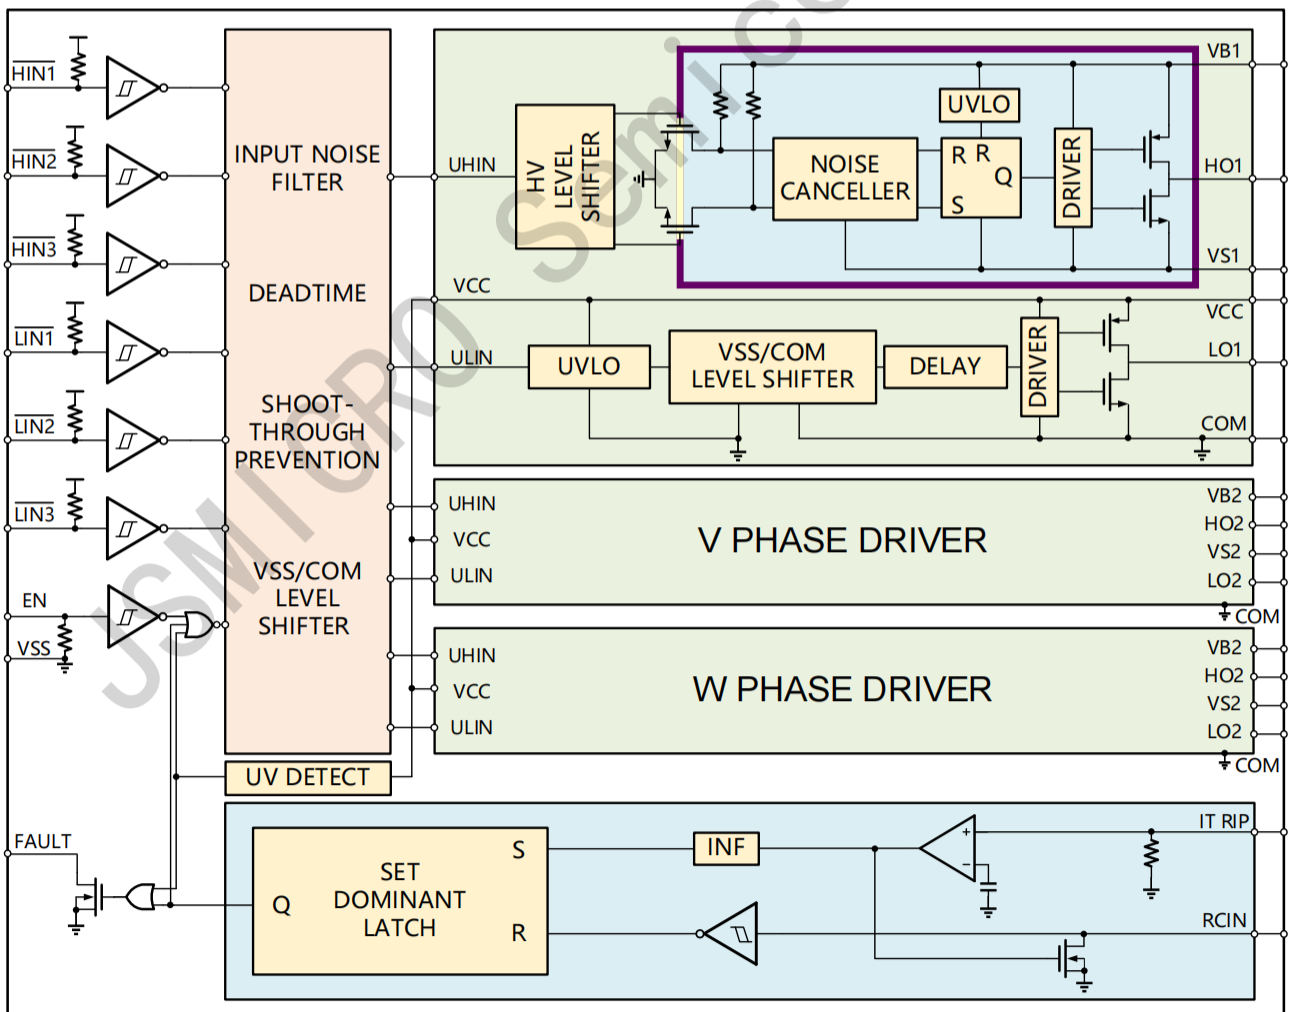 HIN1
HIN2
HIN3
LIN1
LIN2
LIN3
EN
VSS
FAULT
INPUT NOISE
FILTER
DEADTIME
SHOOT-
THROUGH
PREVENTION
VSS/COM
LEVEL
SHIFTER
UV DETECT
UHIN
HV
LEVEL
SHIFTER
NOISE
CANCELLER
UVLO
R R
Q
S
DRIVER
VB1
HO1
VS1
VCC
ULIN
UVLO
VSS/COM
LEVEL SHIFTER
DELAY
DRIVER
VCC
LO1
COM
UHIN
VCC
ULIN
V PHASE DRIVER
VB2
HO2
VS2
LO2
COM
UHIN
VCC
ULIN
W PHASE DRIVER
VB2
HO2
VS2
LO2
COM
SET
DOMINANT
LATCH
Q
S
R
INF
+
−
IT RIP
RCIN
JSMICRO Semico